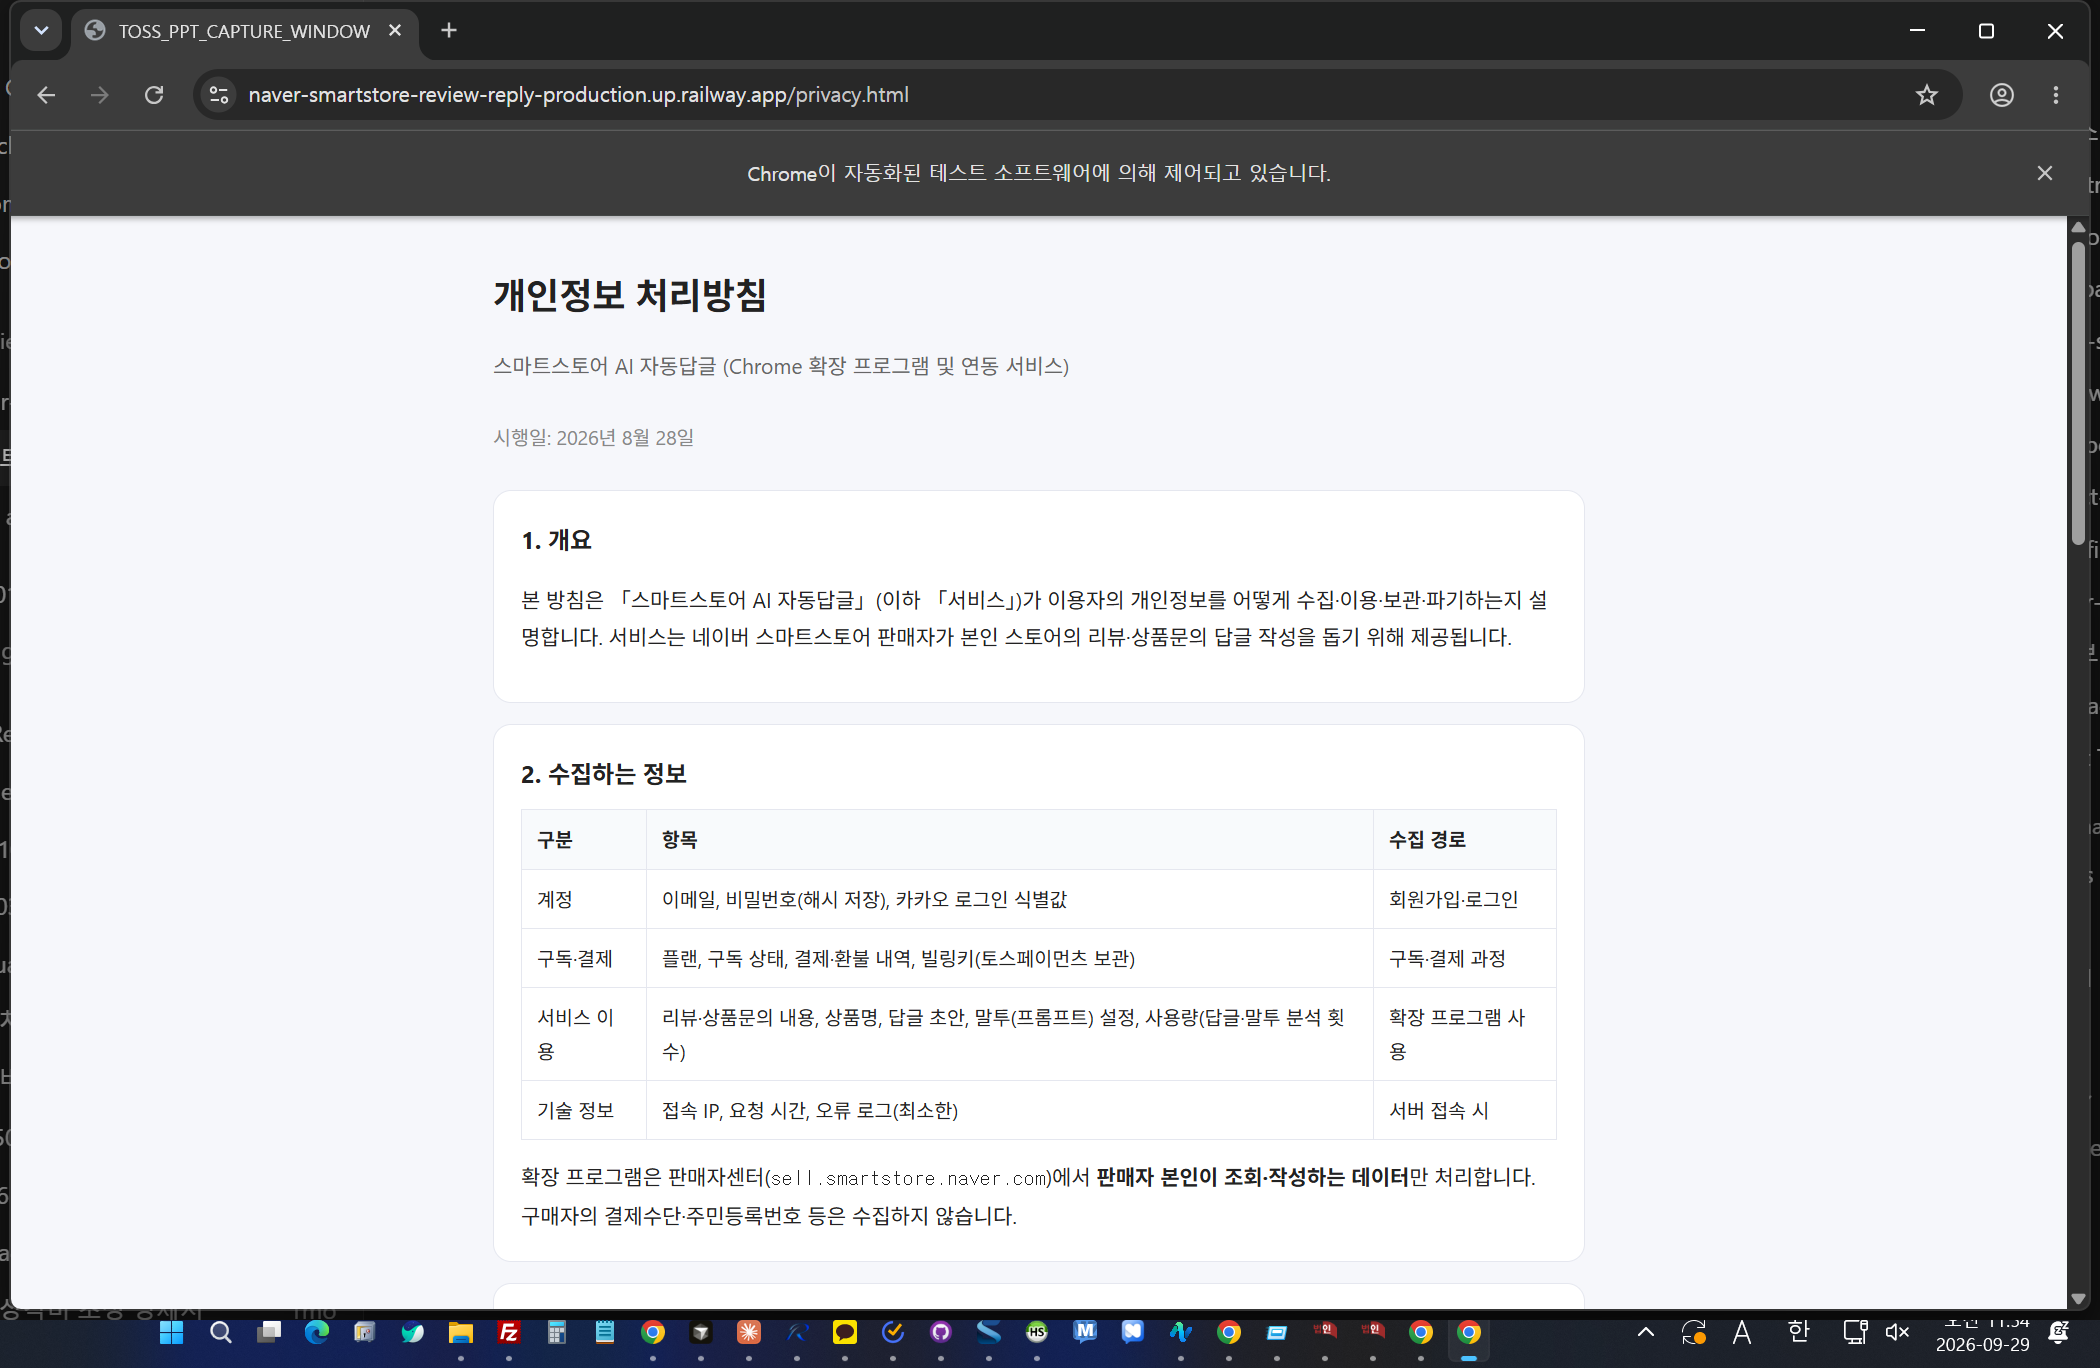 TOSS_PPT_CAPTURE_WINDOW
naver-smartstore-review-reply-production.up.railway.app/privacy.html
Chrome이 자동화된 테스트 소프트웨어에 의해 제어되고 있습니다.
개인정보 처리방침
스마트스토어 AI 자동답글 (Chrome 확장 프로그램 및 연동 서비스)
시행일: 2026년 8월 28일
1. 개요
본 방침은 「스마트스토어 AI 자동답글」(이하 「서비스」)가 이용자의 개인정보를 어떻게 수집·이용·보관·파기하는지 설
명합니다. 서비스는 네이버 스마트스토어 판매자가 본인 스토어의 리뷰·상품문의 답글 작성을 돕기 위해 제공됩니다.
2. 수집하는 정보
구분 항목 수집 경로
계정 이메일, 비밀번호(해시 저장), 카카오 로그인 식별값 회원가입·로그인
구독·결제 플랜, 구독 상태, 결제·환불 내역, 빌링키(토스페이먼츠 보관) 구독·결제 과정
서비스 이 리뷰·상품문의 내용, 상품명, 답글 초안, 말투(프롬프트) 설정, 사용량(답글·말투 분석 횟 확장 프로그램 사
용 수) 용
기술 정보 접속 IP, 요청 시간, 오류 로그(최소한) 서버 접속 시
확장 프로그램은 판매자센터(sell.smartstore.naver.com)에서 판매자 본인이 조회·작성하는 데이터만 처리합니다.
구매자의 결제수단·주민등록번호 등은 수집하지 않습니다.
A 한
2026-09-29